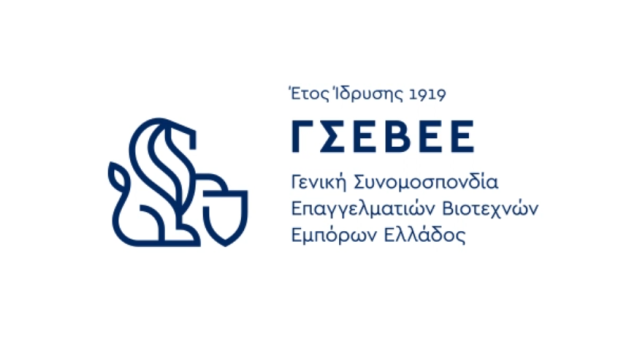 Έτος Ίδρυσης 1919
ΓΣΕΒΕΕ
Γενική Συνομοσπονδία
Επαγγελματιών Βιοτεχνών
Εμπόρων Ελλάδος